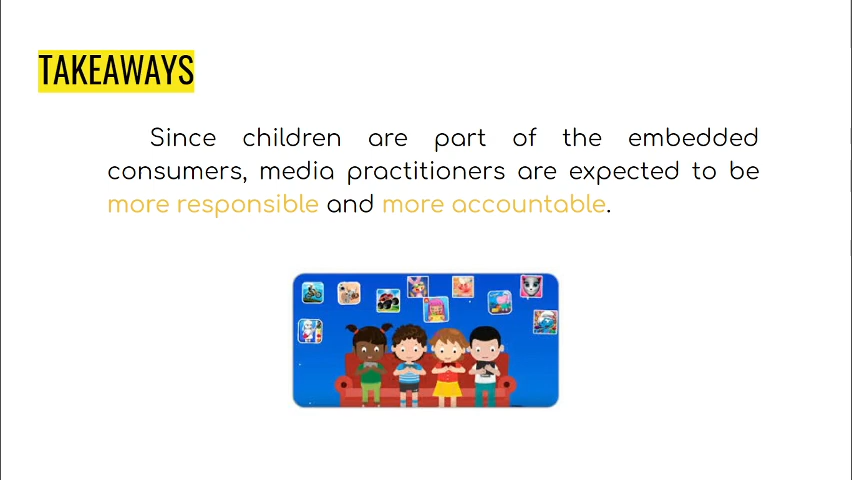 TAKEAWAYS
Since children are part of the embedded
consumers, media practitioners are expected to be
more responsible and more accountable.